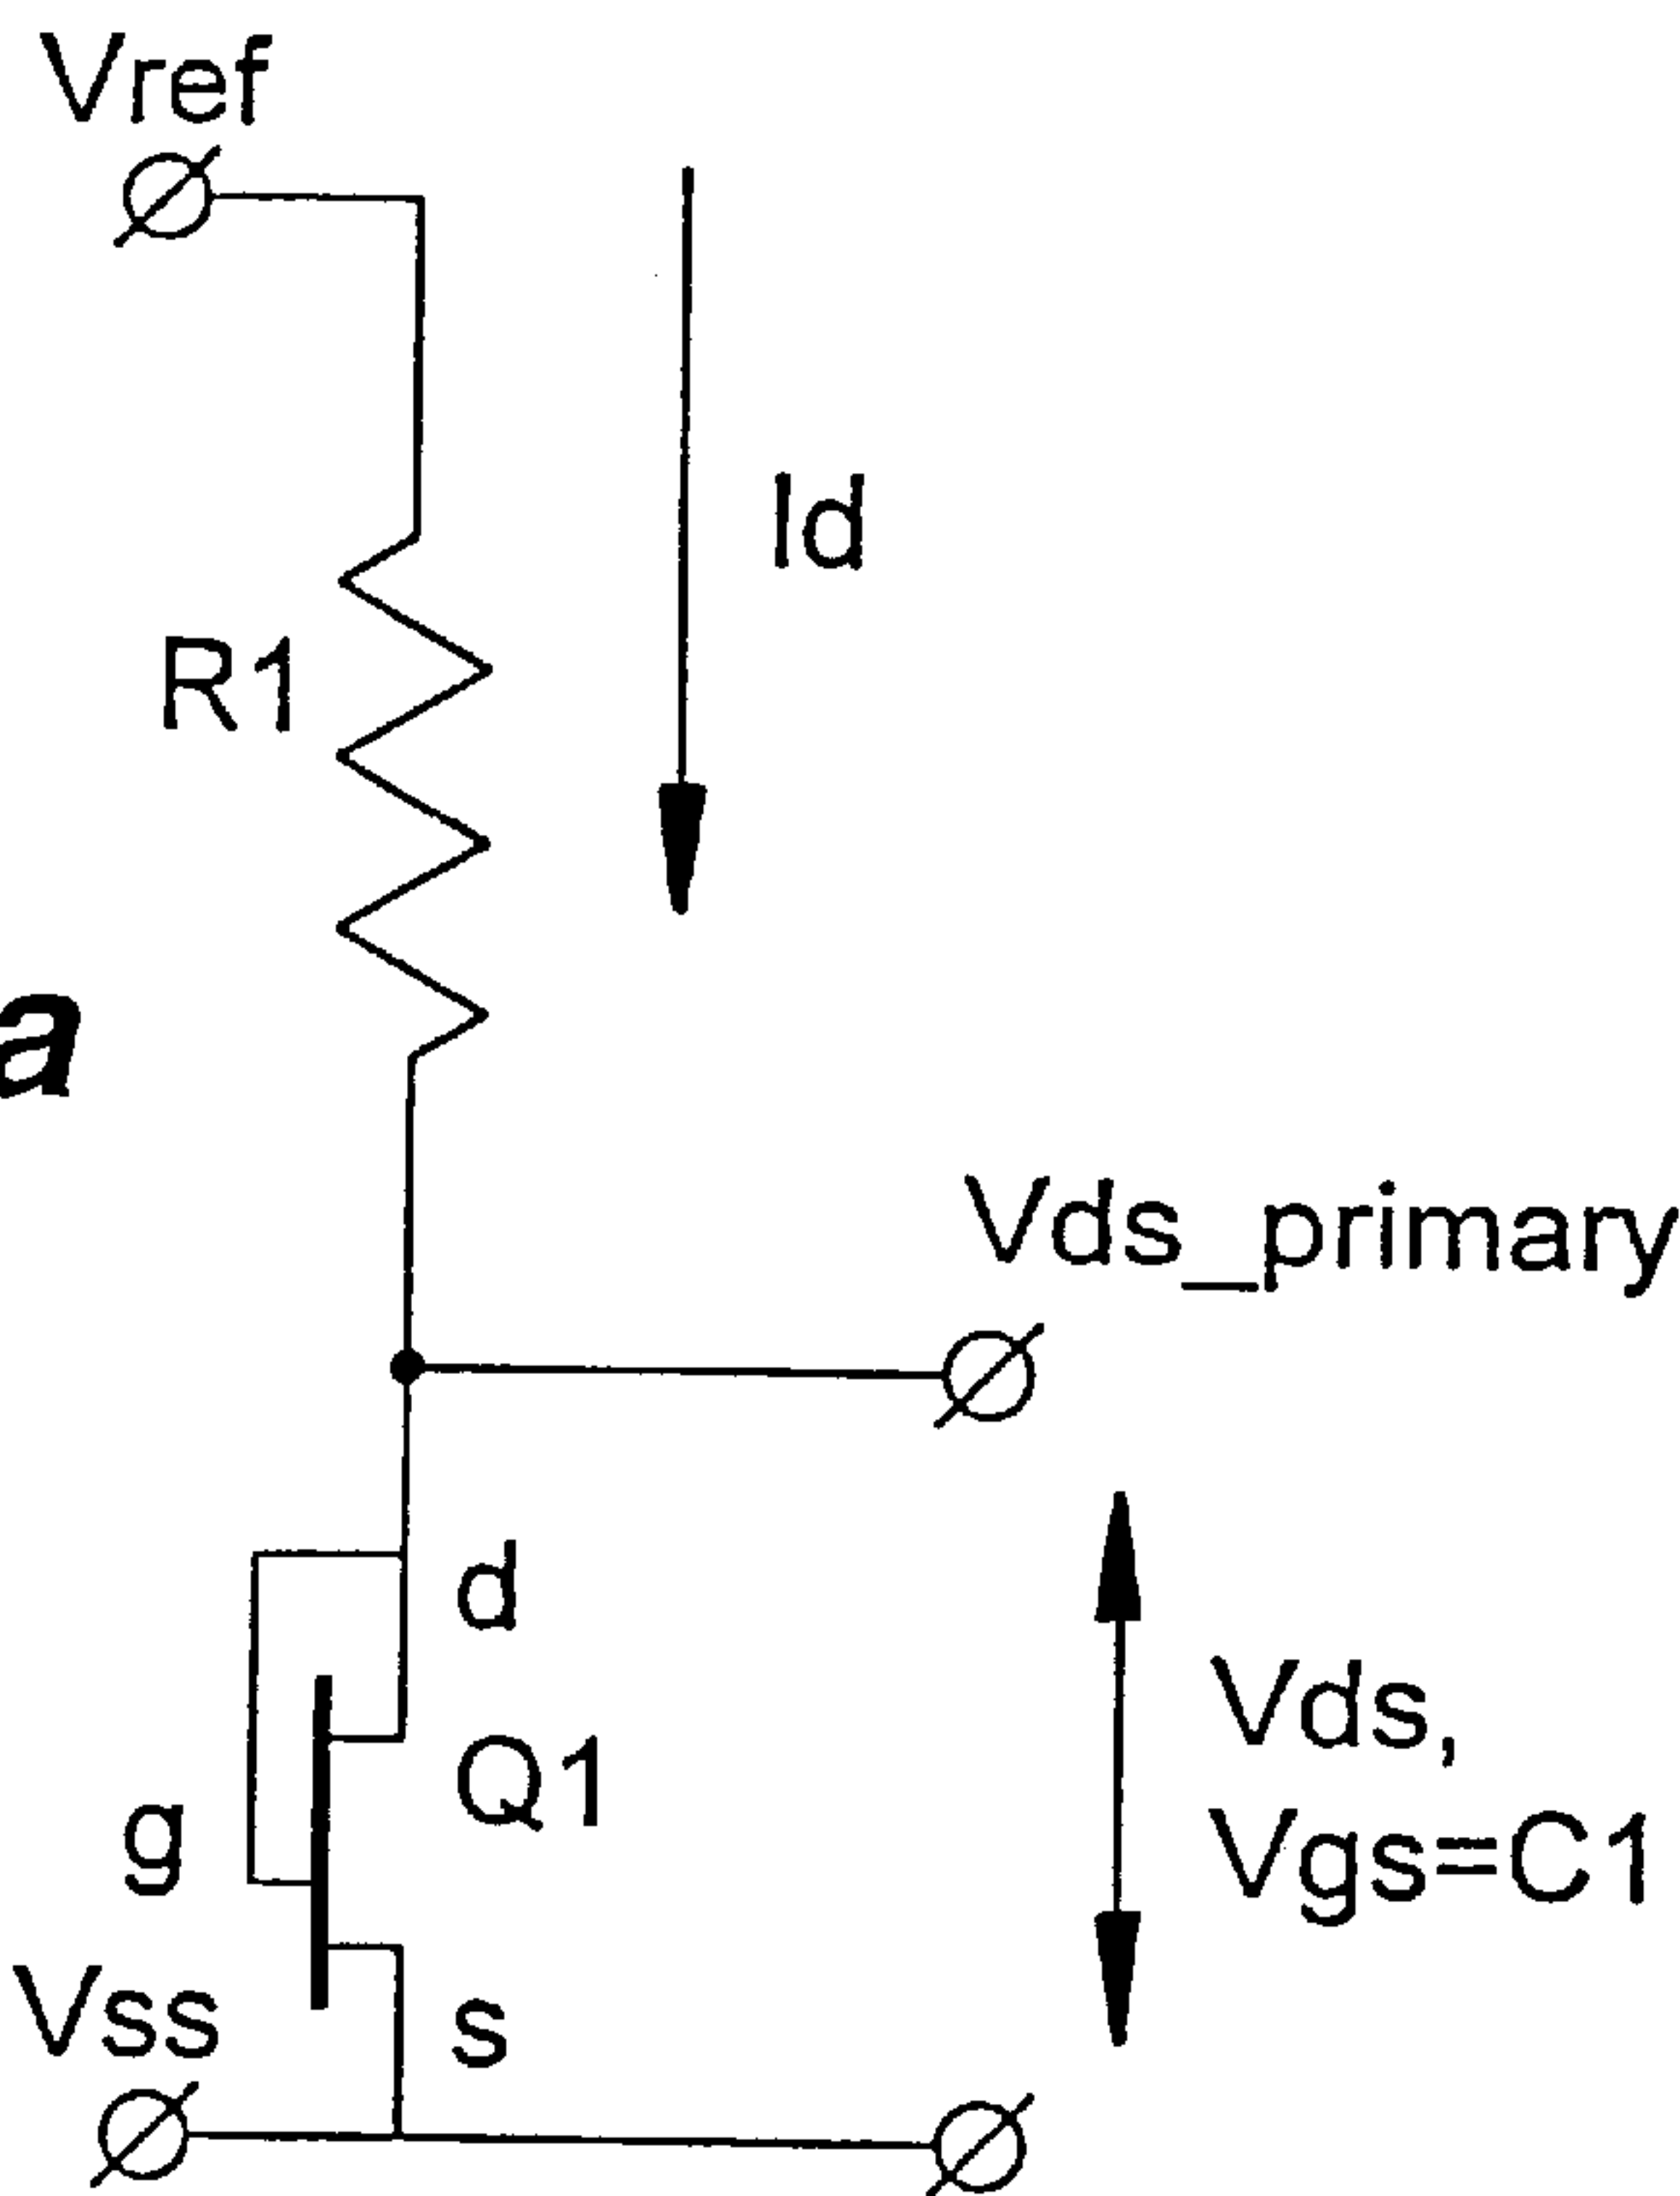 Vref
Id
R1
a
Vds_primary
d
Vds,
Q1
Vgs=C1
g
Vss
s